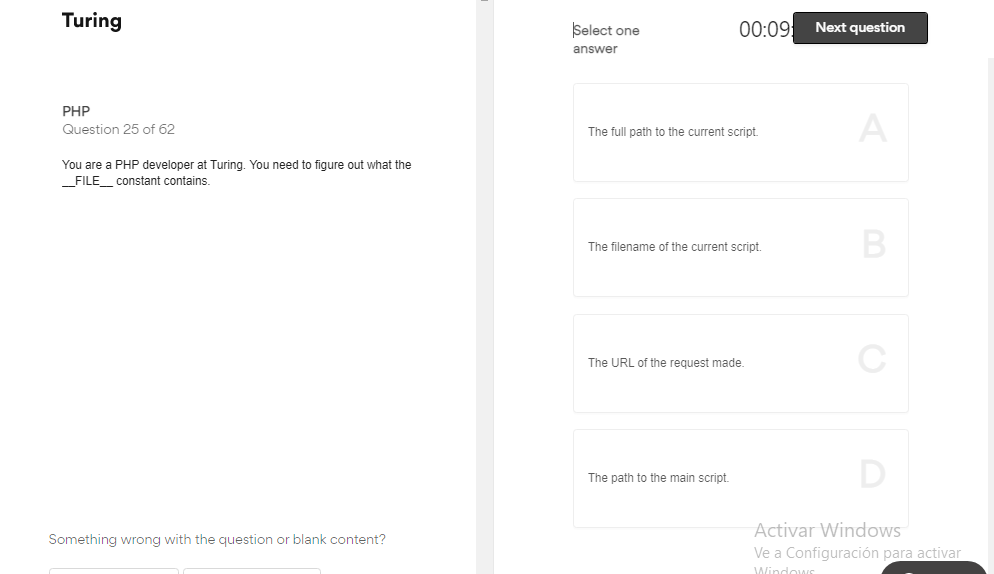 Turing
PHP
Question 25 of 62
You are a PHP developer at Turing. You need to figure out what the
__FILE__ constant contains.
Something wrong with the question or blank content?
Select one
answer
00:09:
Next question
The full path to the current script.
A
The filename of the current script.
B
The URL of the request made.
C
The path to the main script.
D
Activar Windows
Ve a Configuración para activar
Windows